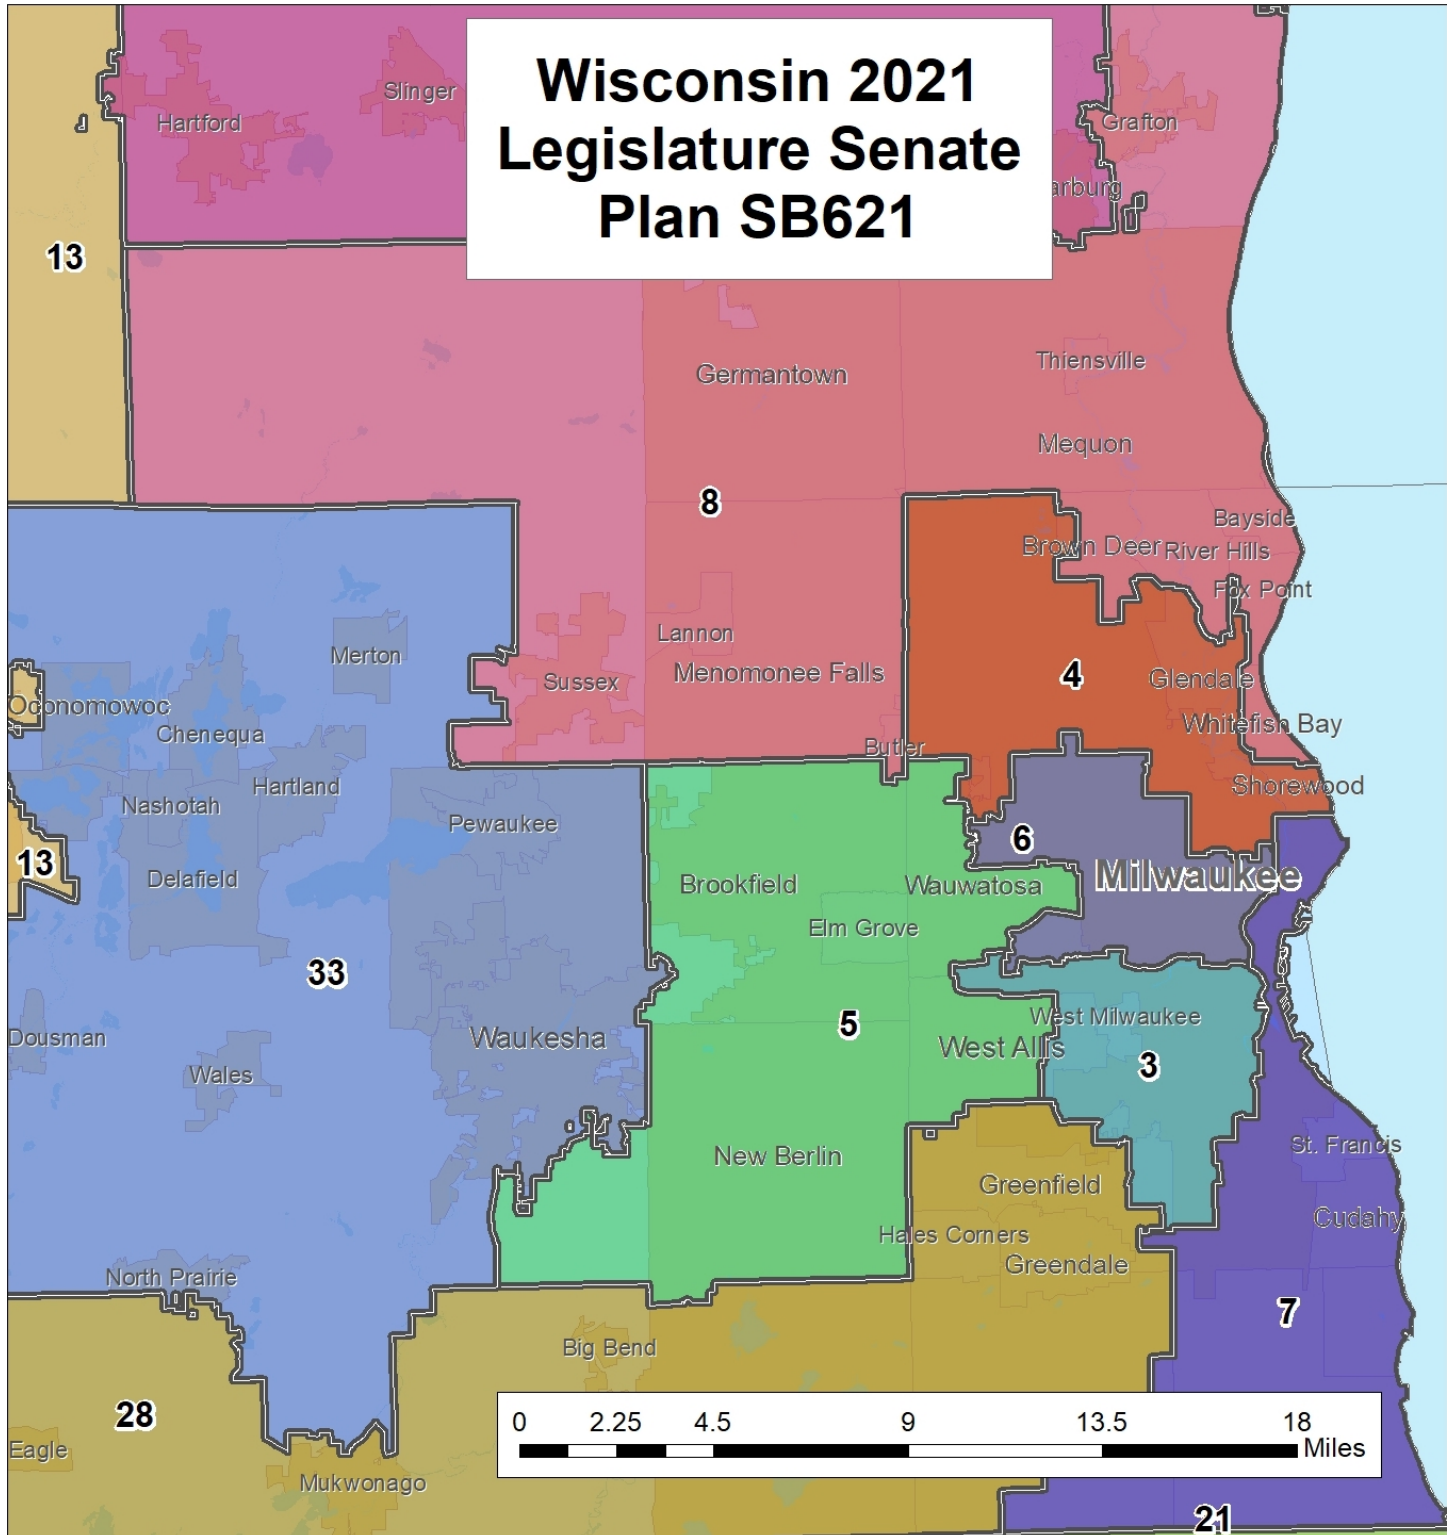 Wisconsin 2021
Legislature Senate
Plan SB621
Slinger
Hartford
Grafton
arburg
13
Germantown
Thiensville
Mequon
8
Bayside
Brown Deer
River Hills
Fox Point
Lannon
Merton
Menomonee Falls
4
Glendale
Sussex
Oconomowoc
Whitefish Bay
Chenequa
Butler
Hartland
Shorewood
Nashotah
Pewaukee
6
13
Delafield
Brookfield
Wauwatosa
Milwaukee
Elm Grove
33
West Milwaukee
5
Dousman
Waukesha
West Allis
3
Wales
St. Francis
New Berlin
Greenfield
Cudahy
Hales Corners
Greendale
North Prairie
7
Big Bend
28
0 2.25 4.5 9 13.5 18
Miles
Eagle
Mukwonago
21